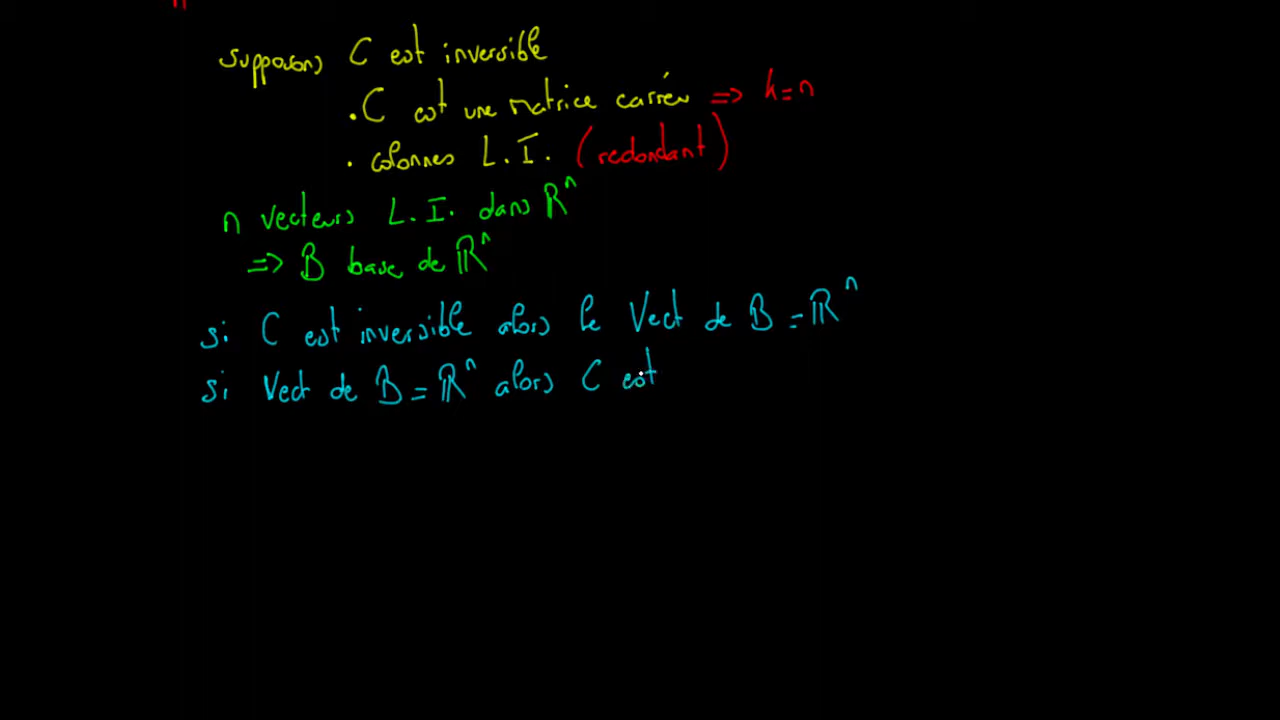 supposons C est inversible
• C est une matrice carrée => k=n
• colonnes L.I. (redondant)
n vecteurs L.I. dans ℝⁿ
=> B base de ℝⁿ
si C est inversible alors le Vect de B = ℝⁿ
si Vect de B = ℝⁿ alors C est